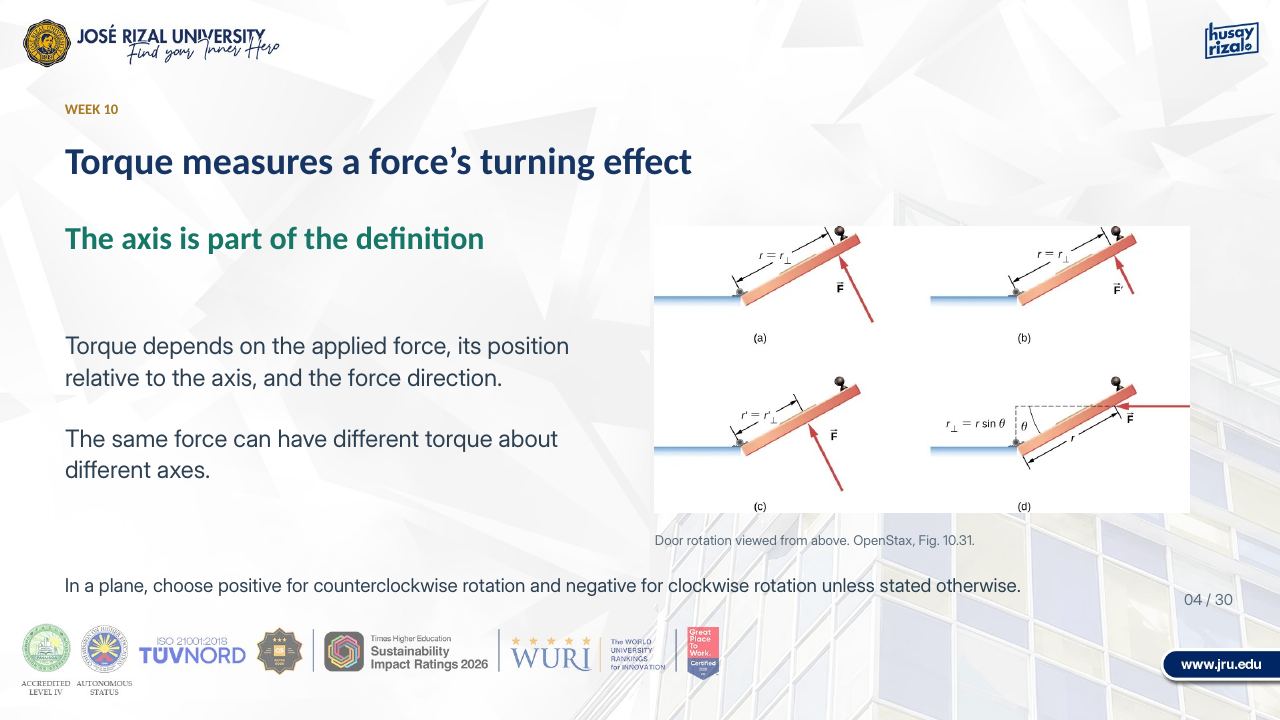 JOSÉ RIZAL UNIVERSITY
Find your Inner Hero
husay
rizal
WEEK 10
Torque measures a force’s turning effect
The axis is part of the definition
Torque depends on the applied force, its position
relative to the axis, and the force direction.
The same force can have different torque about
different axes.
r = r⊥
F
(a)
r = r⊥
F′
(b)
r′ = r′⊥
F
(c)
r⊥ = r sin θ
θ
r
F
(d)
Door rotation viewed from above. OpenStax, Fig. 10.31.
In a plane, choose positive for counterclockwise rotation and negative for clockwise rotation unless stated otherwise.
04 / 30
ACCREDITED
LEVEL IV
AUTONOMOUS
STATUS
ISO 21001:2018
TÜVNORD
Times Higher Education
Sustainability
Impact Ratings 2026
WURI
The WORLD
UNIVERSITY
RANKINGS
for INNOVATION
Great
Place
To
Work.
Certified
www.jru.edu